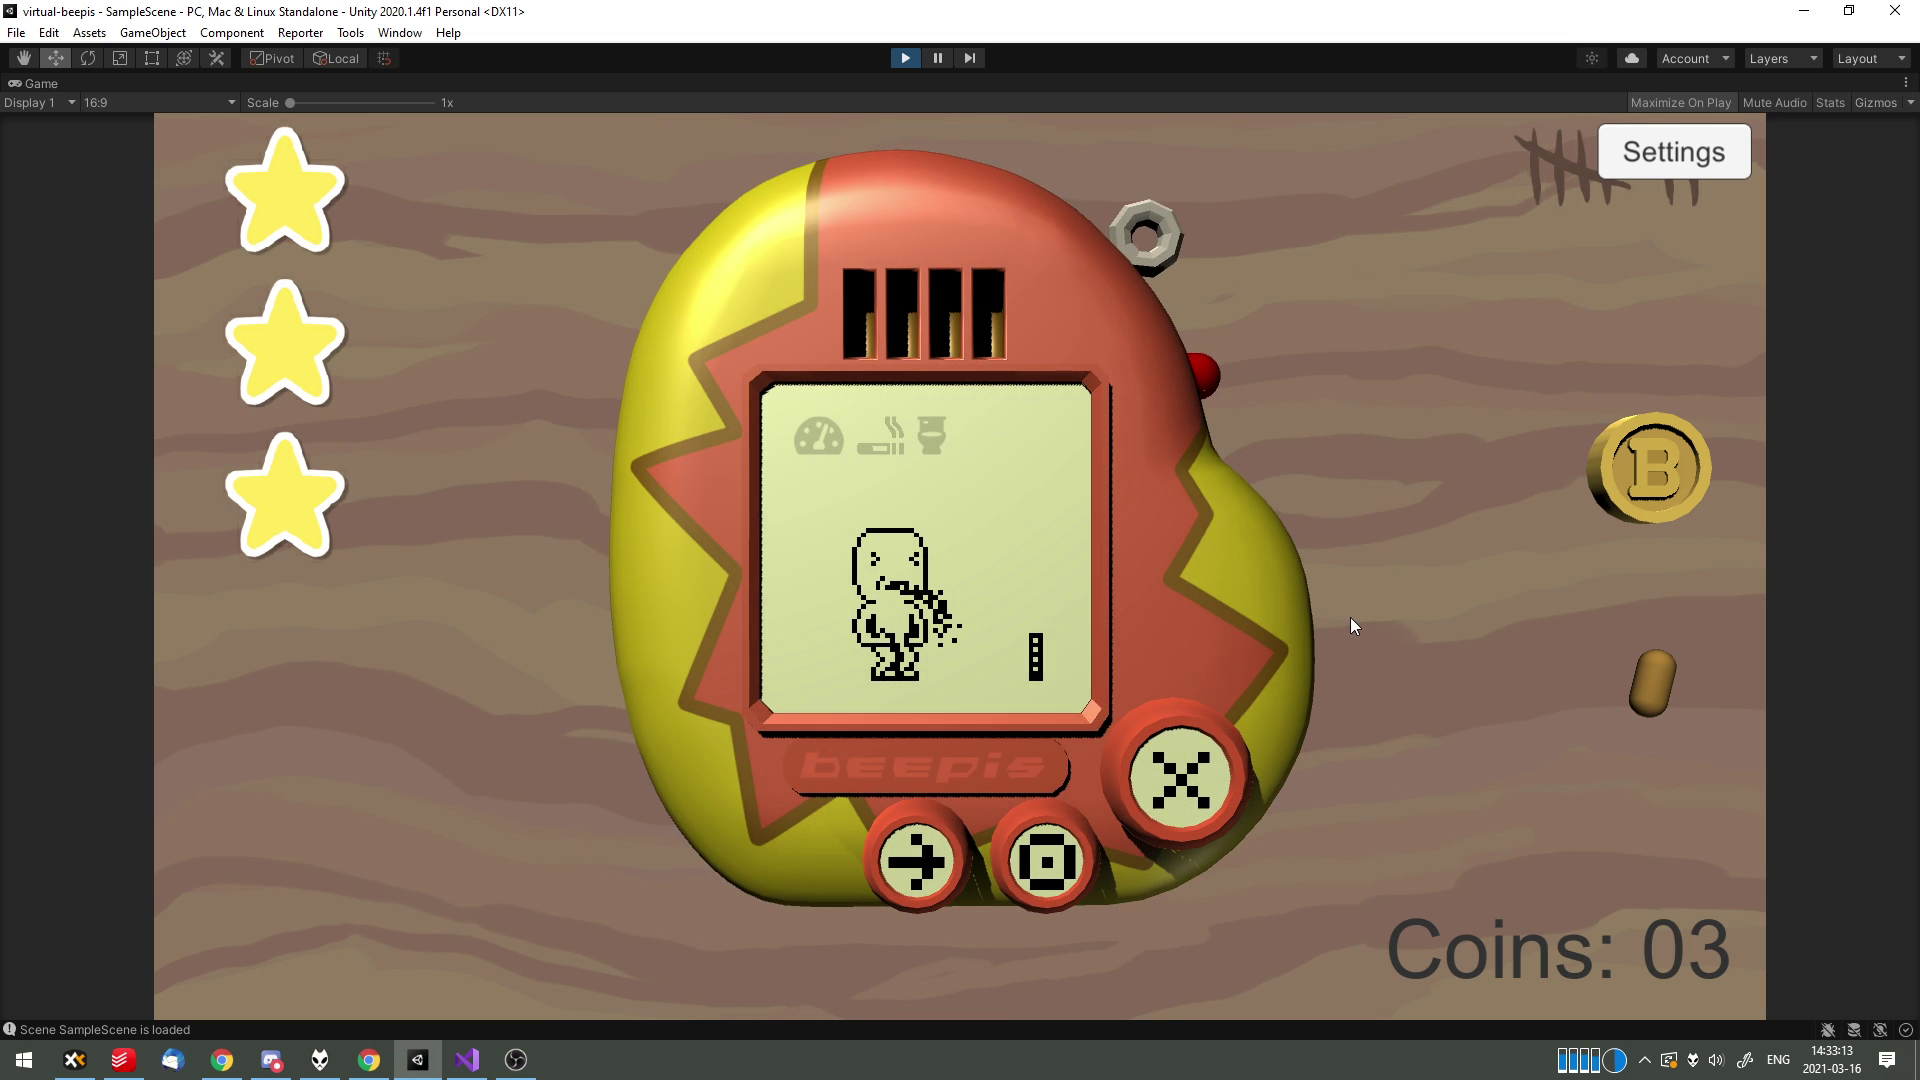 virtual-beepis - SampleScene - PC, Mac & Linux Standalone - Unity 2020.1.4f1 Personal <DX11>
File Edit Assets GameObject Component Reporter Tools Window Help
Pivot Local Account Layers Layout
Game
Display 1 16:9 Scale 1x Maximize On Play Mute Audio Stats Gizmos
Settings
B
beepis
Coins: 03
Scene SampleScene is loaded
ENG 14:33:13
2021-03-16